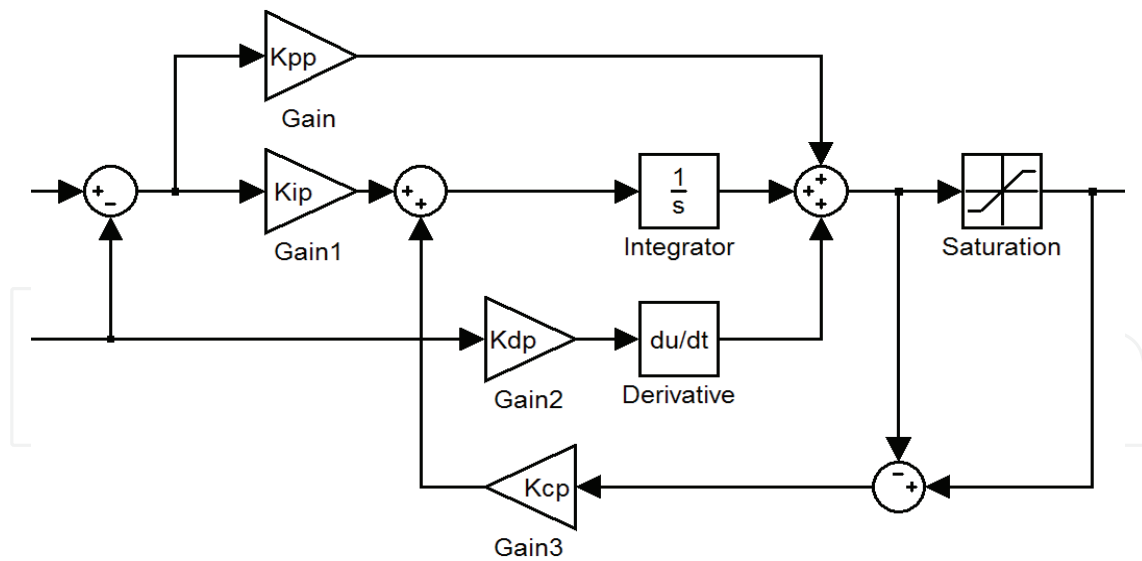 Kpp
Gain
+
−
Kip
Gain1
+
+
1
s
Integrator
+
+
+
Saturation
Kdp
Gain2
du/dt
Derivative
Kcp
Gain3
−
+